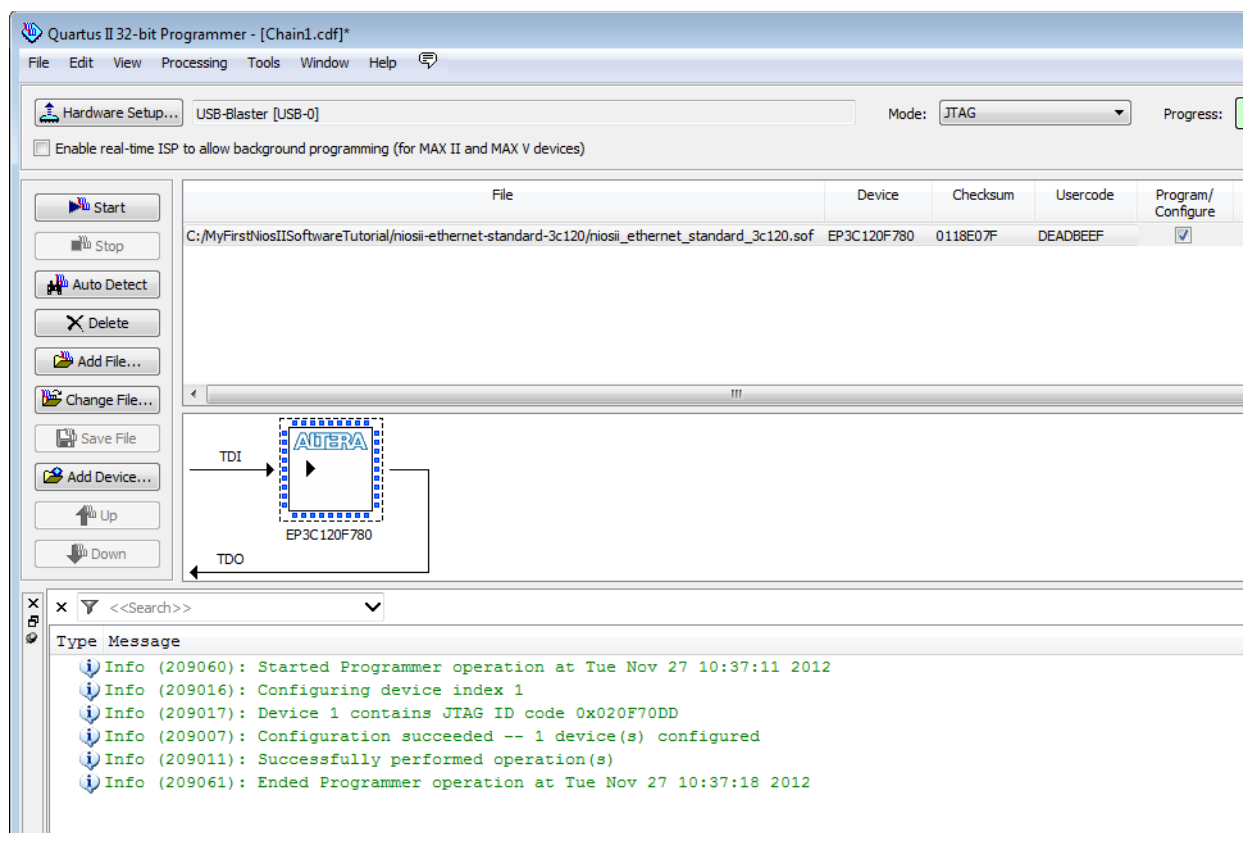 Quartus II 32-bit Programmer - [Chain1.cdf]*
File Edit View Processing Tools Window Help
Hardware Setup... USB-Blaster [USB-0] Mode: JTAG Progress:
Enable real-time ISP to allow background programming (for MAX II and MAX V devices)
Start
Stop
Auto Detect
Delete
Add File...
Change File...
Save File
Add Device...
Up
Down
File Device Checksum Usercode Program/
Configure
C:/MyFirstNiosIISoftwareTutorial/niosii-ethernet-standard-3c120/niosii_ethernet_standard_3c120.sof EP3C120F780 0118E07F DEADBEEF
ALTERA
TDI
EP3C120F780
TDO
<<Search>>
Type Message
Info (209060): Started Programmer operation at Tue Nov 27 10:37:11 2012
Info (209016): Configuring device index 1
Info (209017): Device 1 contains JTAG ID code 0x020F70DD
Info (209007): Configuration succeeded -- 1 device(s) configured
Info (209011): Successfully performed operation(s)
Info (209061): Ended Programmer operation at Tue Nov 27 10:37:18 2012